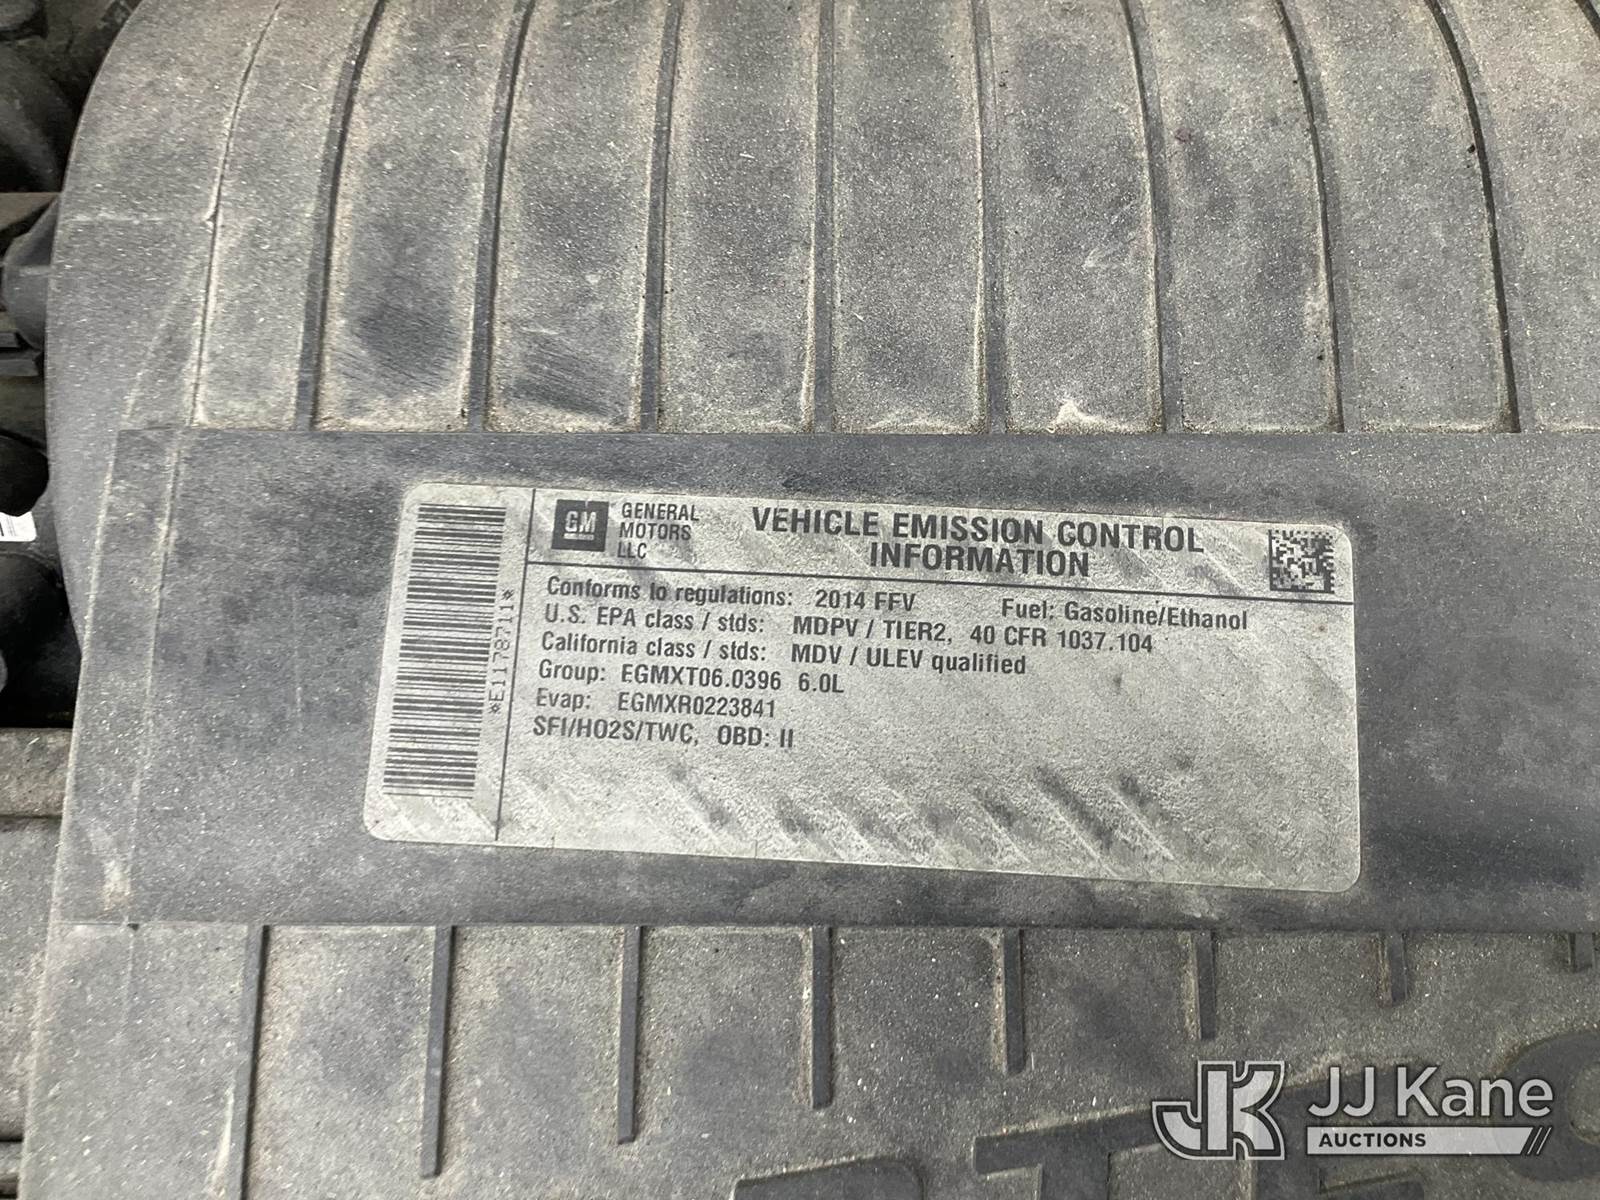 GM
GENERAL
MOTORS
LLC
VEHICLE EMISSION CONTROL
INFORMATION
Conforms to regulations: 2014 FFV Fuel: Gasoline/Ethanol
U.S. EPA class / stds: MDPV / TIER2, 40 CFR 1037.104
California class / stds: MDV / ULEV qualified
Group: EGMXT06.0396 6.0L
Evap: EGMXR0223841
SFI/HO2S/TWC, OBD: II
*E1178711*
JK
JJ Kane
AUCTIONS